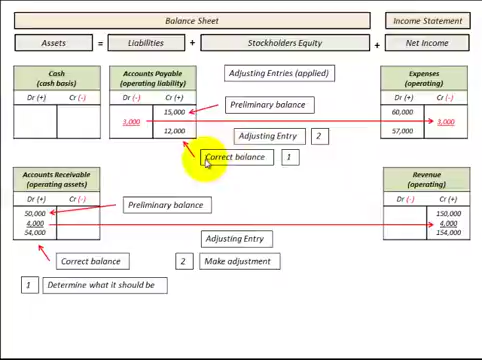 Balance Sheet
Income Statement
Assets = Liabilities + Stockholders Equity + Net Income
Cash
(cash basis)
Dr (+) Cr (-)
Accounts Payable
(operating liability)
Dr (-) Cr (+)
15,000
3,000
12,000
Adjusting Entries (applied)
Preliminary balance
Adjusting Entry 2
Correct balance 1
Expenses
(operating)
Dr (+) Cr (-)
60,000
3,000
57,000
Accounts Receivable
(operating assets)
Dr (+) Cr (-)
50,000
4,000
54,000
Preliminary balance
Adjusting Entry
Correct balance
2 Make adjustment
1 Determine what it should be
Revenue
(operating)
Dr (-) Cr (+)
150,000
4,000
154,000